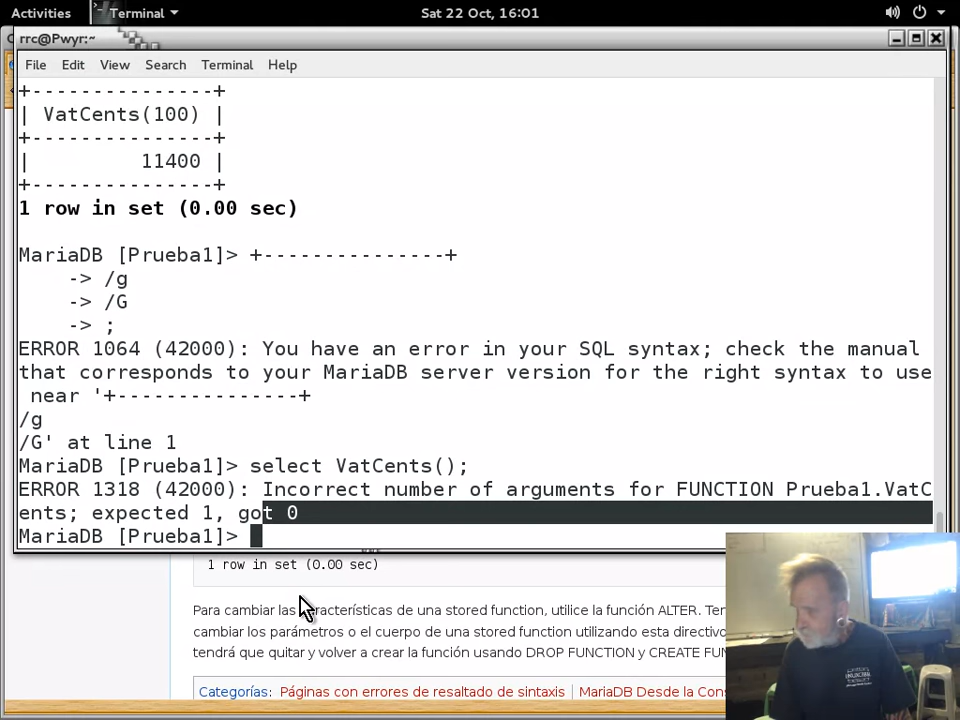 Activities
Terminal
Sat 22 Oct, 16:01
rrc@Pwyr:~
File Edit View Search Terminal Help
+---------------+
| VatCents(100) |
+---------------+
|         11400 |
+---------------+
1 row in set (0.00 sec)
MariaDB [Prueba1]> +---------------+
    -> /g
    -> /G
    -> ;
ERROR 1064 (42000): You have an error in your SQL syntax; check the manual
that corresponds to your MariaDB server version for the right syntax to use
 near '+---------------+
/g
/G' at line 1
MariaDB [Prueba1]> select VatCents();
ERROR 1318 (42000): Incorrect number of arguments for FUNCTION Prueba1.VatC
ents; expected 1, got 0
MariaDB [Prueba1]>
1 row in set (0.00 sec)
Para cambiar las características de una stored function, utilice la función ALTER.
cambiar los parámetros o el cuerpo de una stored function utilizando esta directivo
tendrá que quitar y volver a crear la función usando DROP FUNCTION y CREATE
Categorías: Páginas con errores de resaltado de sintaxis | MariaDB Desde la